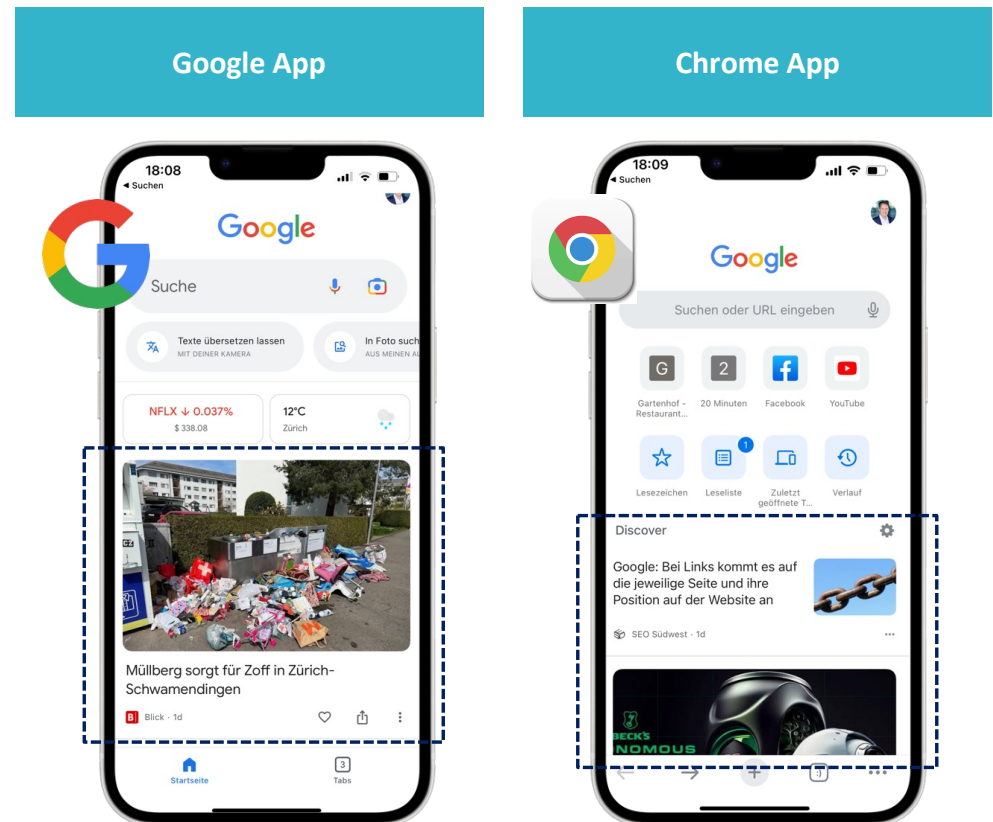 Google App
18:08
Suchen
Google
Suche
Texte übersetzen lassen
MIT DEINER KAMERA
In Foto such
AUS MEINEN
NFLX ↓ 0.037%
$ 338.08
12°C
Zürich
Müllberg sorgt für Zoff in Zürich-
Schwamendingen
B Blick · 1d
Startseite
3
Tabs
Chrome App
18:09
Suchen
Google
Suchen oder URL eingeben
G
2
Gartenhof -
Restaurant...
20 Minuten
Facebook
YouTube
1
Lesezeichen
Leseliste
Zuletzt
geöffnete T...
Verlauf
Discover
Google: Bei Links kommt es auf
die jeweilige Seite und ihre
Position auf der Website an
SEO Südwest · 1d
BECK'S
NOMOUS
:)